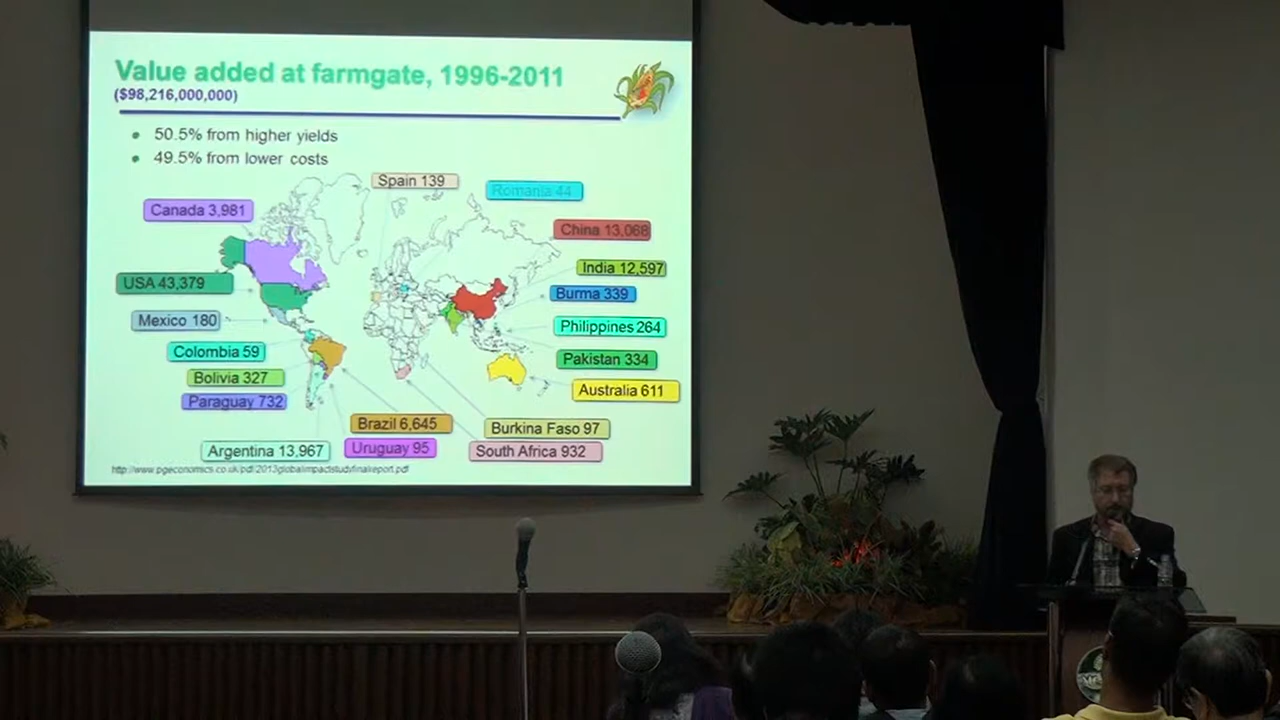 Value added at farmgate, 1996-2011
($98,216,000,000)
• 50.5% from higher yields
• 49.5% from lower costs
Spain 139
Romania 44
Canada 3,981
China 13,068
India 12,597
USA 43,379
Burma 339
Mexico 180
Philippines 264
Colombia 59
Pakistan 334
Bolivia 327
Australia 611
Paraguay 732
Brazil 6,645
Burkina Faso 97
Argentina 13,967
Uruguay 95
South Africa 932
http://www.pgeconomics.co.uk/pdf/2013globalimpactstudyfinalreport.pdf